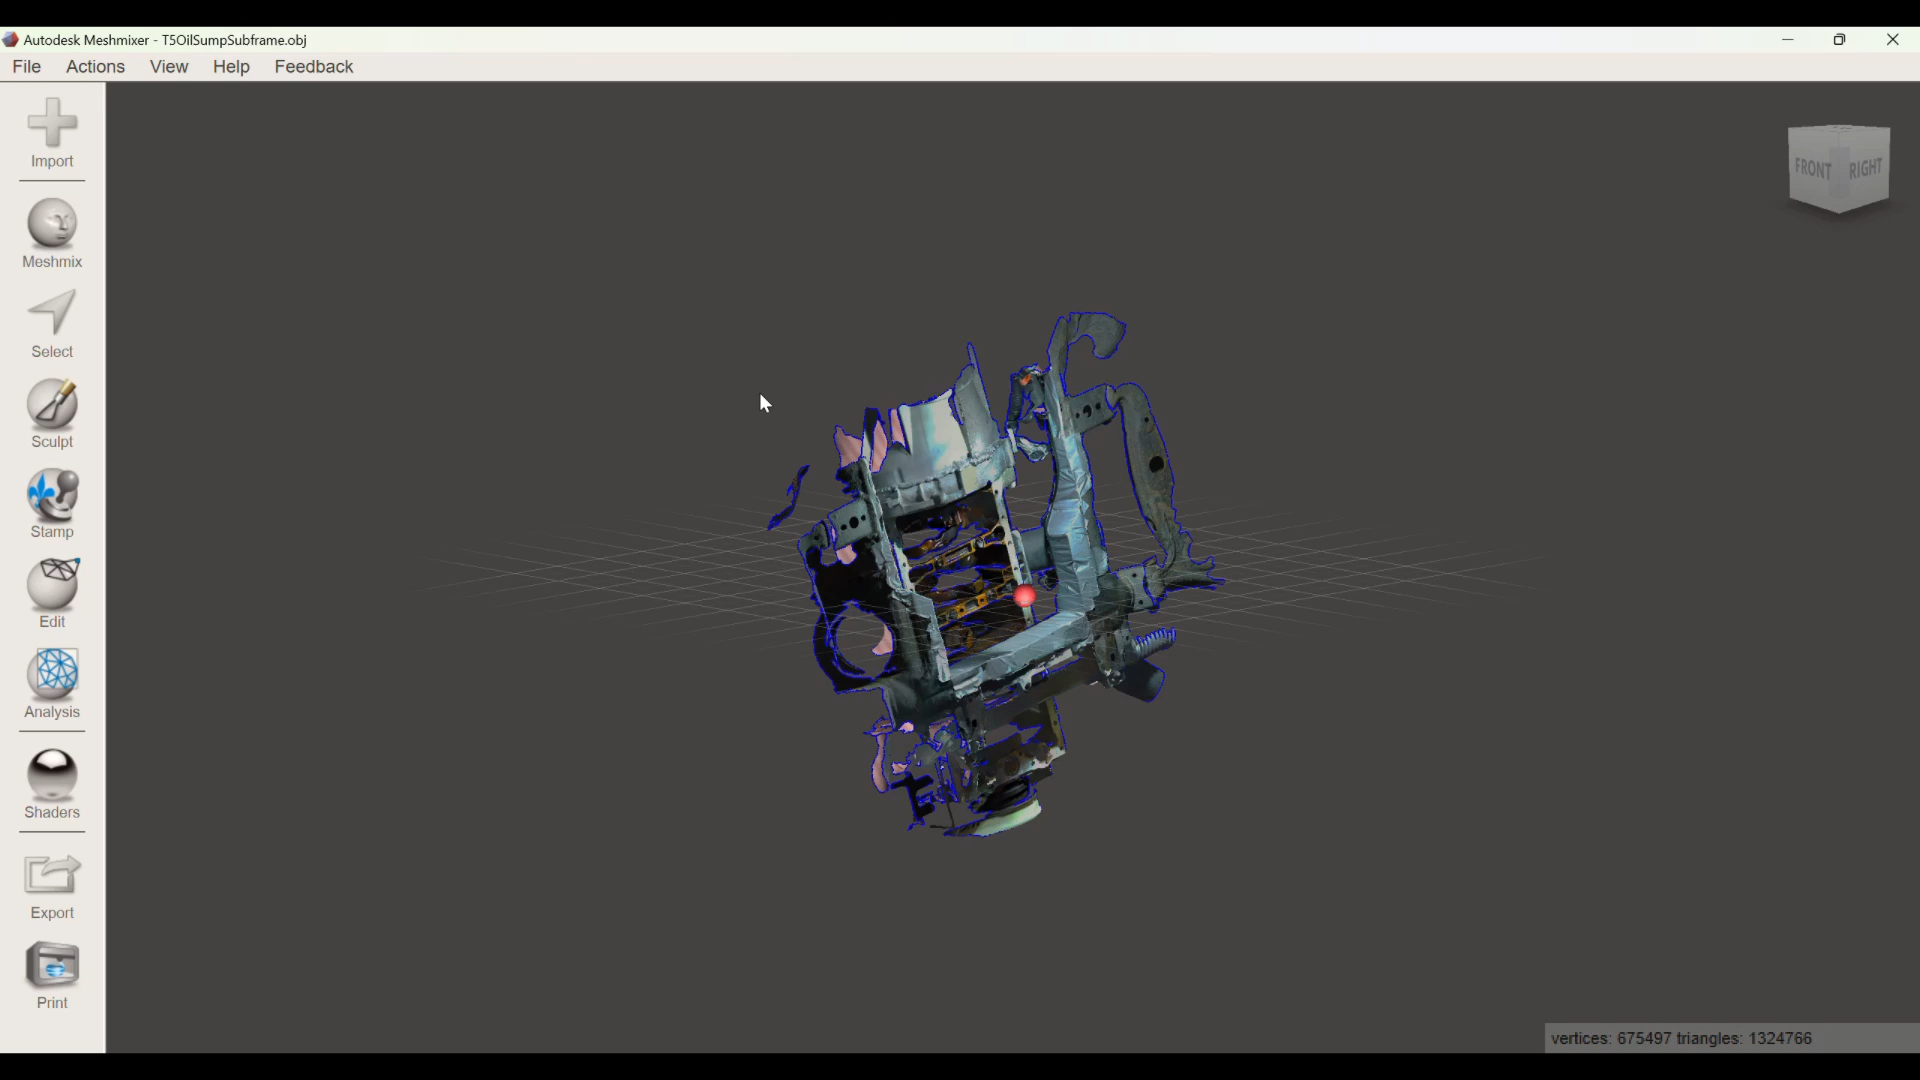 Autodesk Meshmixer - T5OilSumpSubframe.obj
File Actions View Help Feedback
Import
Meshmix
Select
Sculpt
Stamp
Edit
Analysis
Shaders
Export
Print
FRONT RIGHT
vertices: 675497 triangles: 1324766